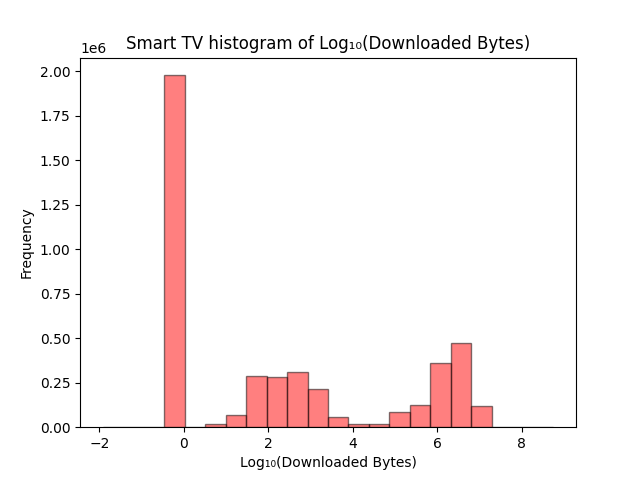 Smart TV histogram of Log₁₀(Downloaded Bytes)
1e6
2.00
1.75
1.50
1.25
1.00
0.75
0.50
0.25
0.00
Frequency
−2 0 2 4 6 8
Log₁₀(Downloaded Bytes)